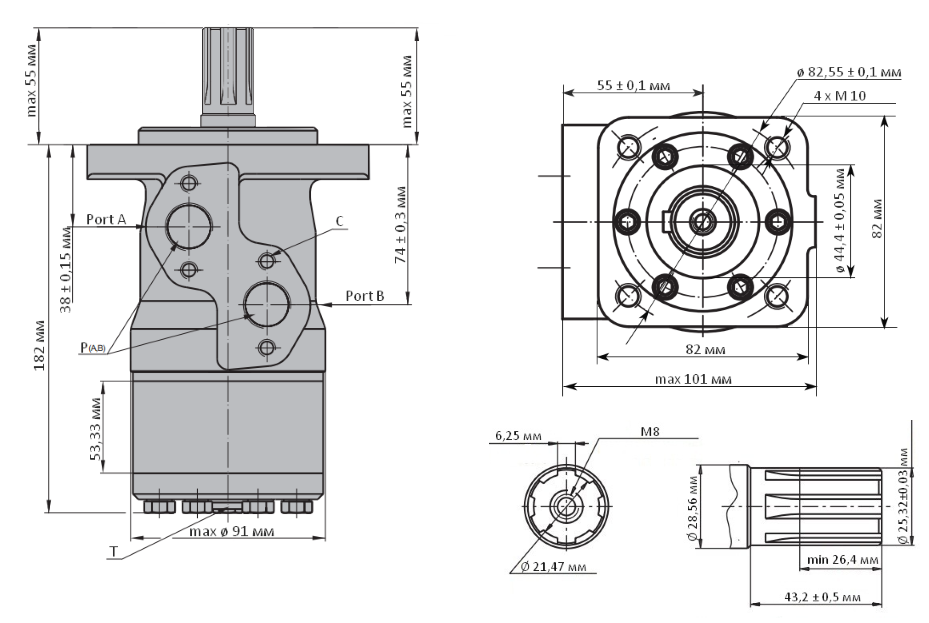 max 55 мм
max 55 мм
Port A
C
38 ± 0,15 мм
74 ± 0,3 мм
Port B
P(A,B)
182 мм
53,33 мм
max ø 91 мм
T
55 ± 0,1 мм
ø 82,55 ± 0,1 мм
4 x M 10
ø 44,4 ± 0,05 мм
82 мм
82 мм
max 101 мм
6,25 мм
M8
Ø 21,47 мм
Ø 28,56 мм
Ø 25,32±0,03 мм
min 26,4 мм
43,2 ± 0,5 мм